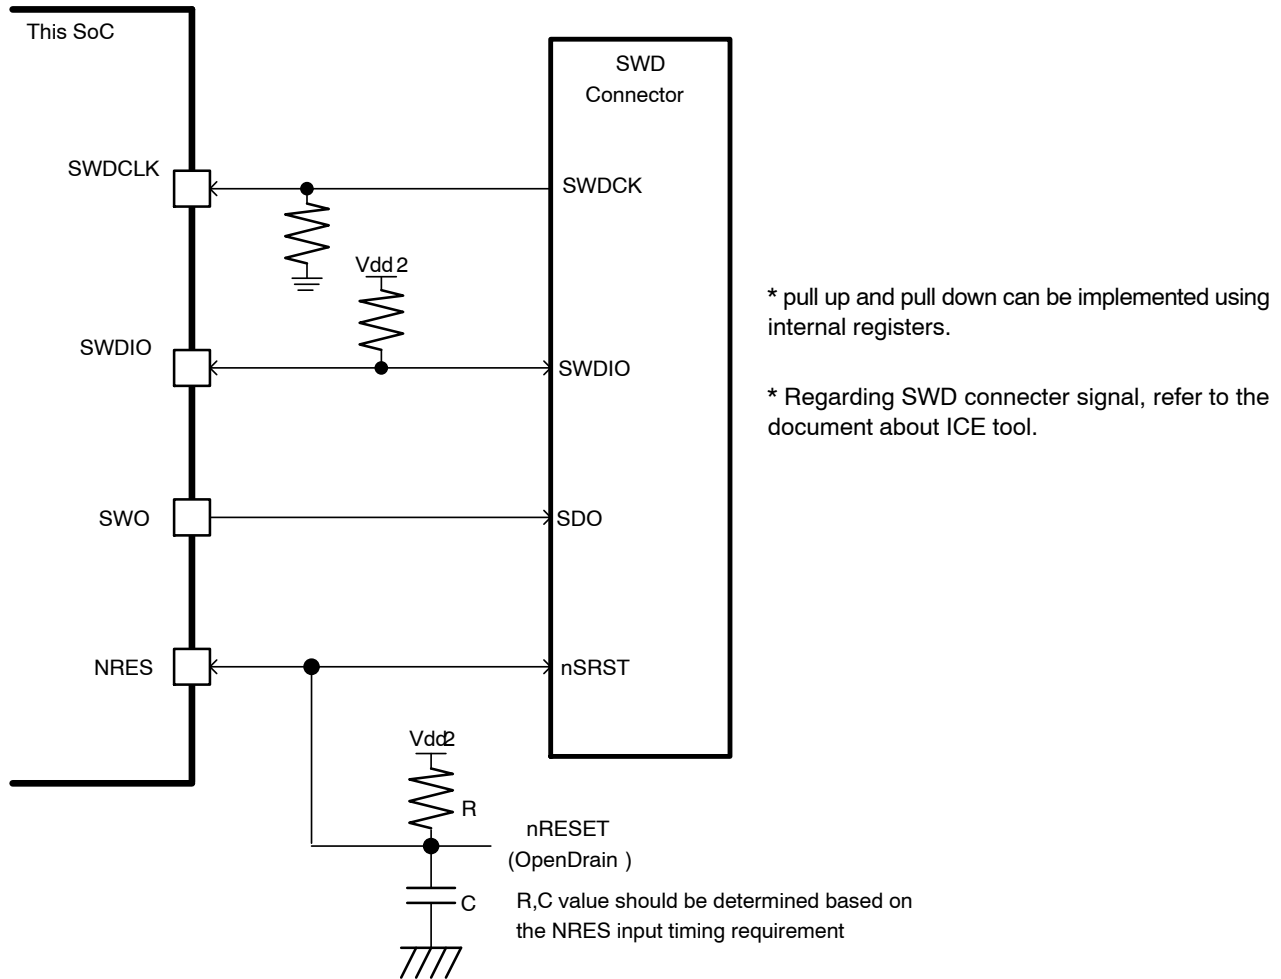 This SoC
SWD
Connector
SWDCLK
SWDCK
Vdd2
SWDIO
SWDIO
SWO
SDO
NRES
nSRST
Vdd2
R
nRESET
(OpenDrain )
C
R,C value should be determined based on
the NRES input timing requirement
* pull up and pull down can be implemented using
internal registers.
* Regarding SWD connecter signal, refer to the
document about ICE tool.